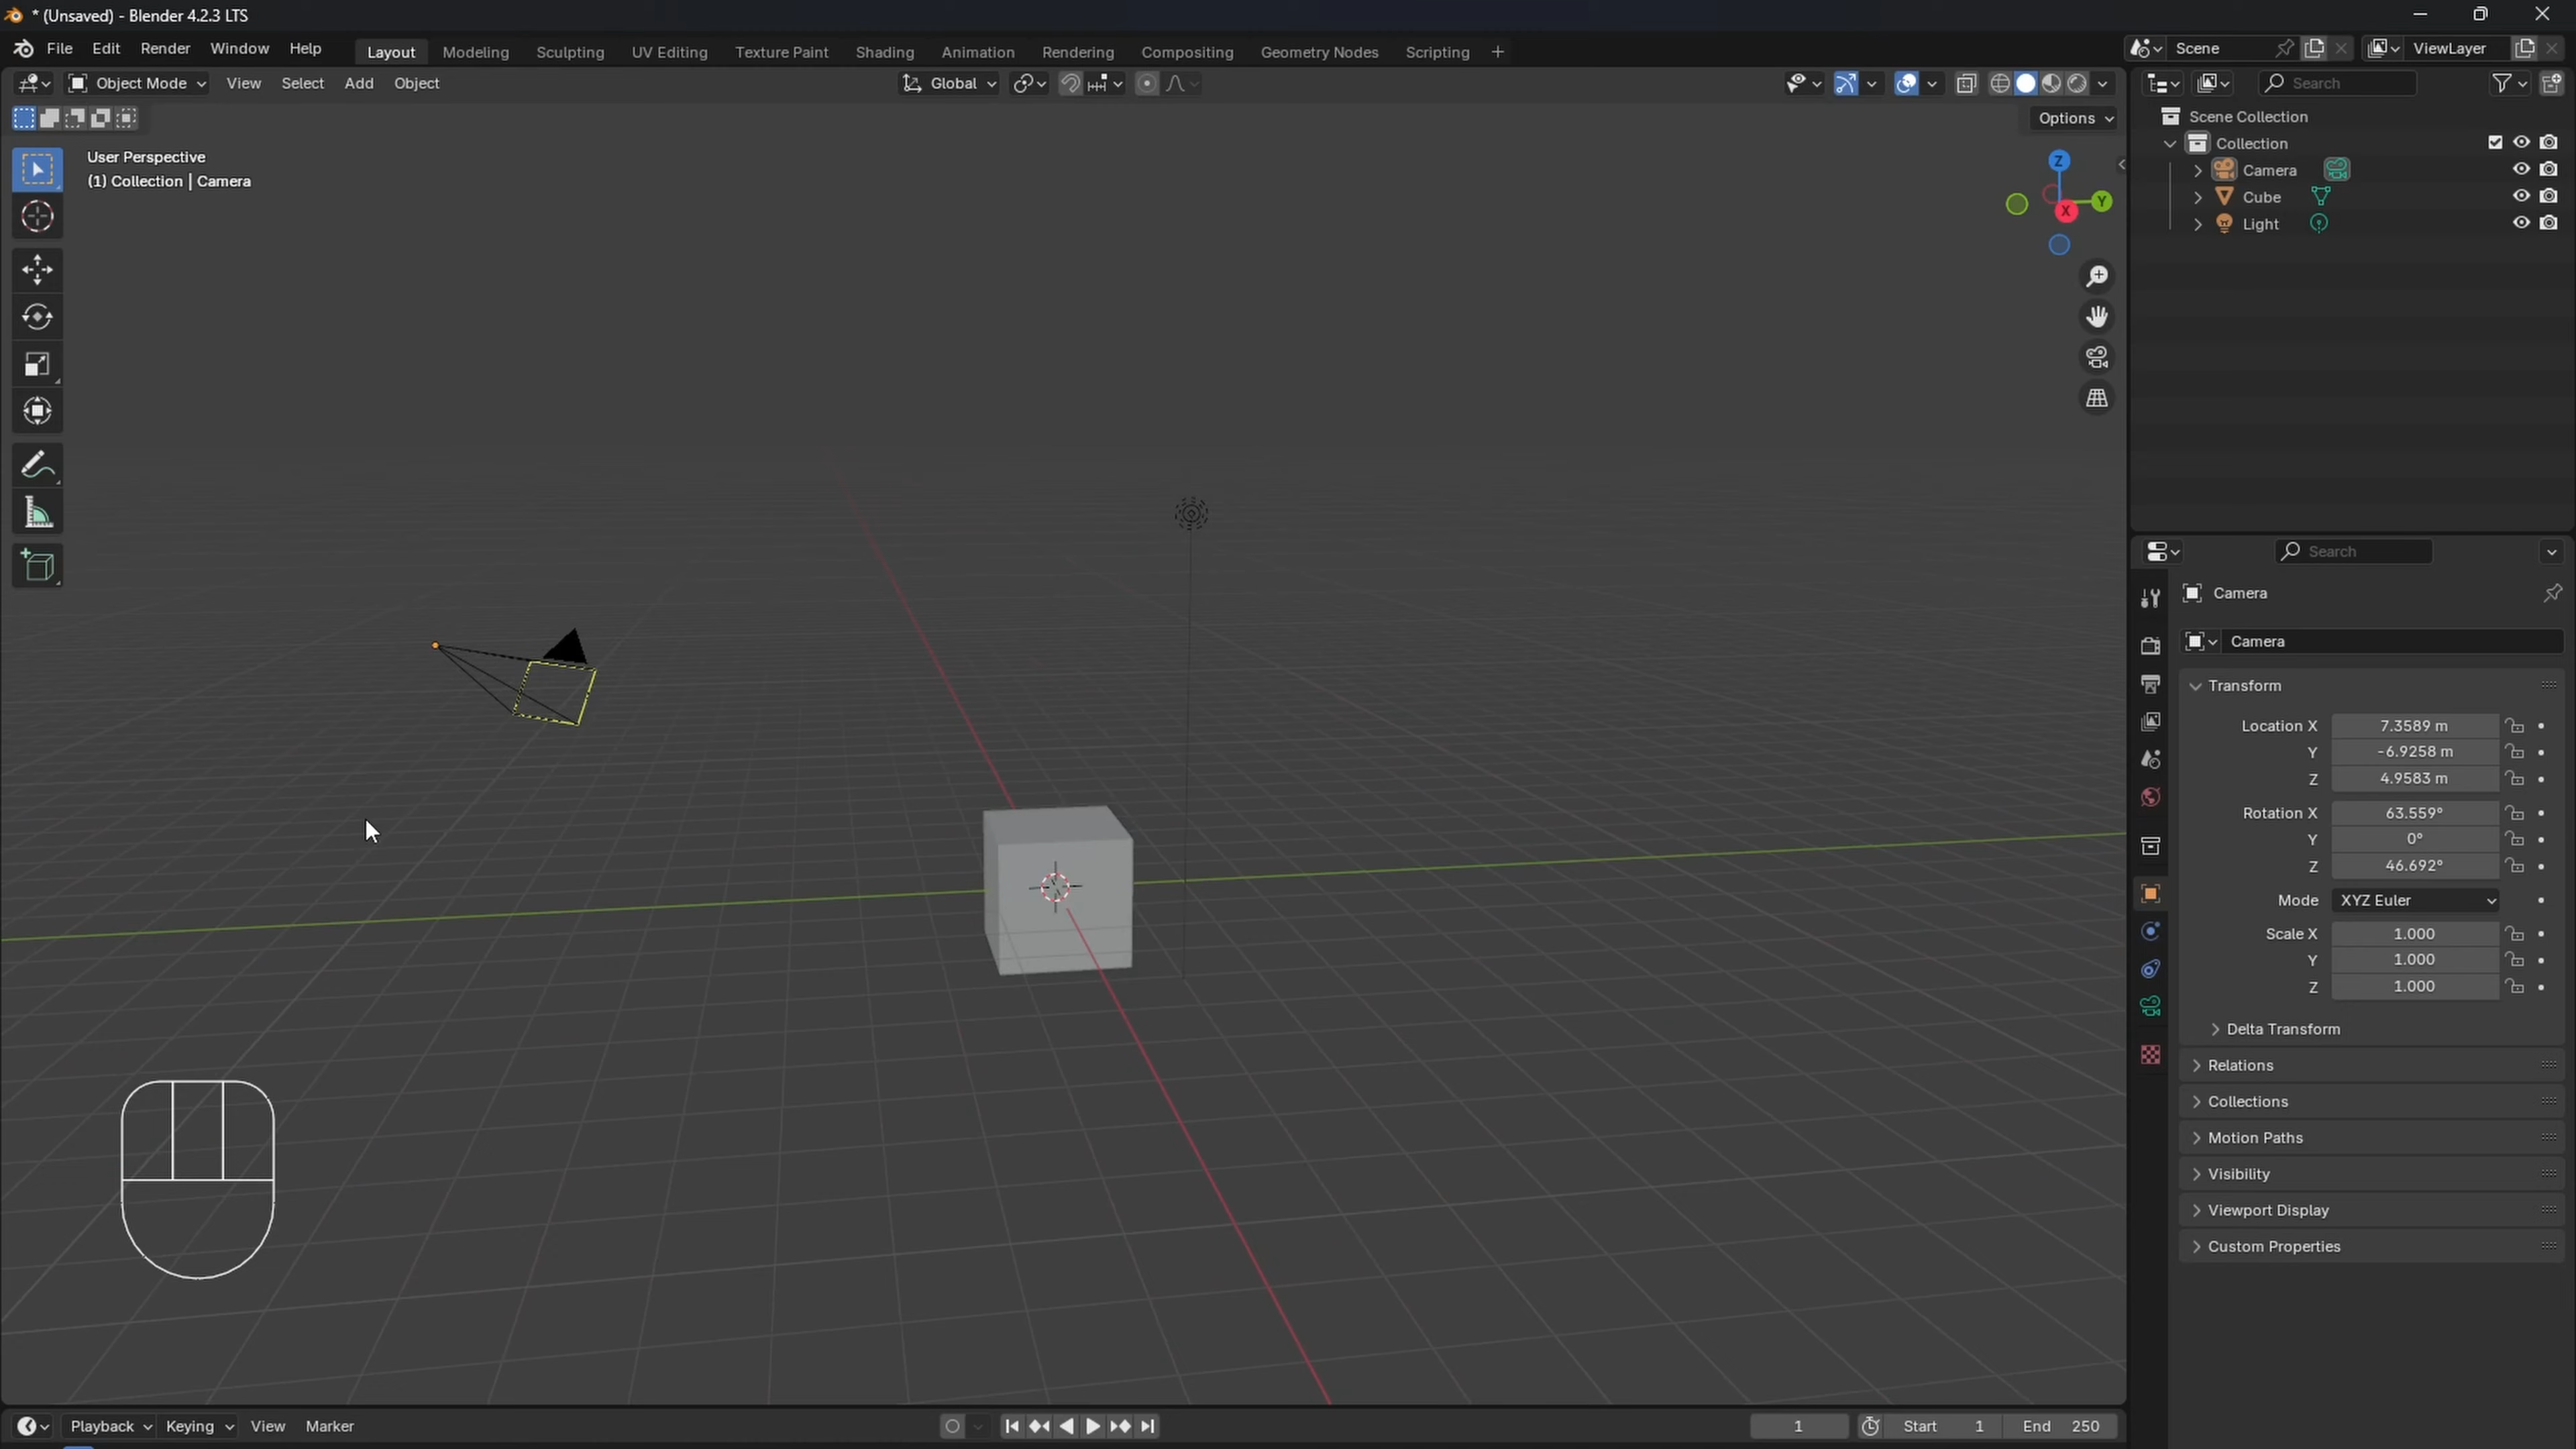 * (Unsaved) - Blender 4.2.3 LTS
File Edit Render Window Help Layout Modeling Sculpting UV Editing Texture Paint Shading Animation Rendering Compositing Geometry Nodes Scripting + Scene ViewLayer
Object Mode View Select Add Object Global Search
Options
User Perspective
(1) Collection | Camera
Z
Y
X
Scene Collection
Collection
Camera
Cube
Light
Search
Camera
Camera
Transform
Location X 7.3589 m
Y -6.9258 m
Z 4.9583 m
Rotation X 63.559°
Y 0°
Z 46.692°
Mode XYZ Euler
Scale X 1.000
Y 1.000
Z 1.000
Delta Transform
Relations
Collections
Motion Paths
Visibility
Viewport Display
Custom Properties
Playback Keying View Marker 1 Start 1 End 250